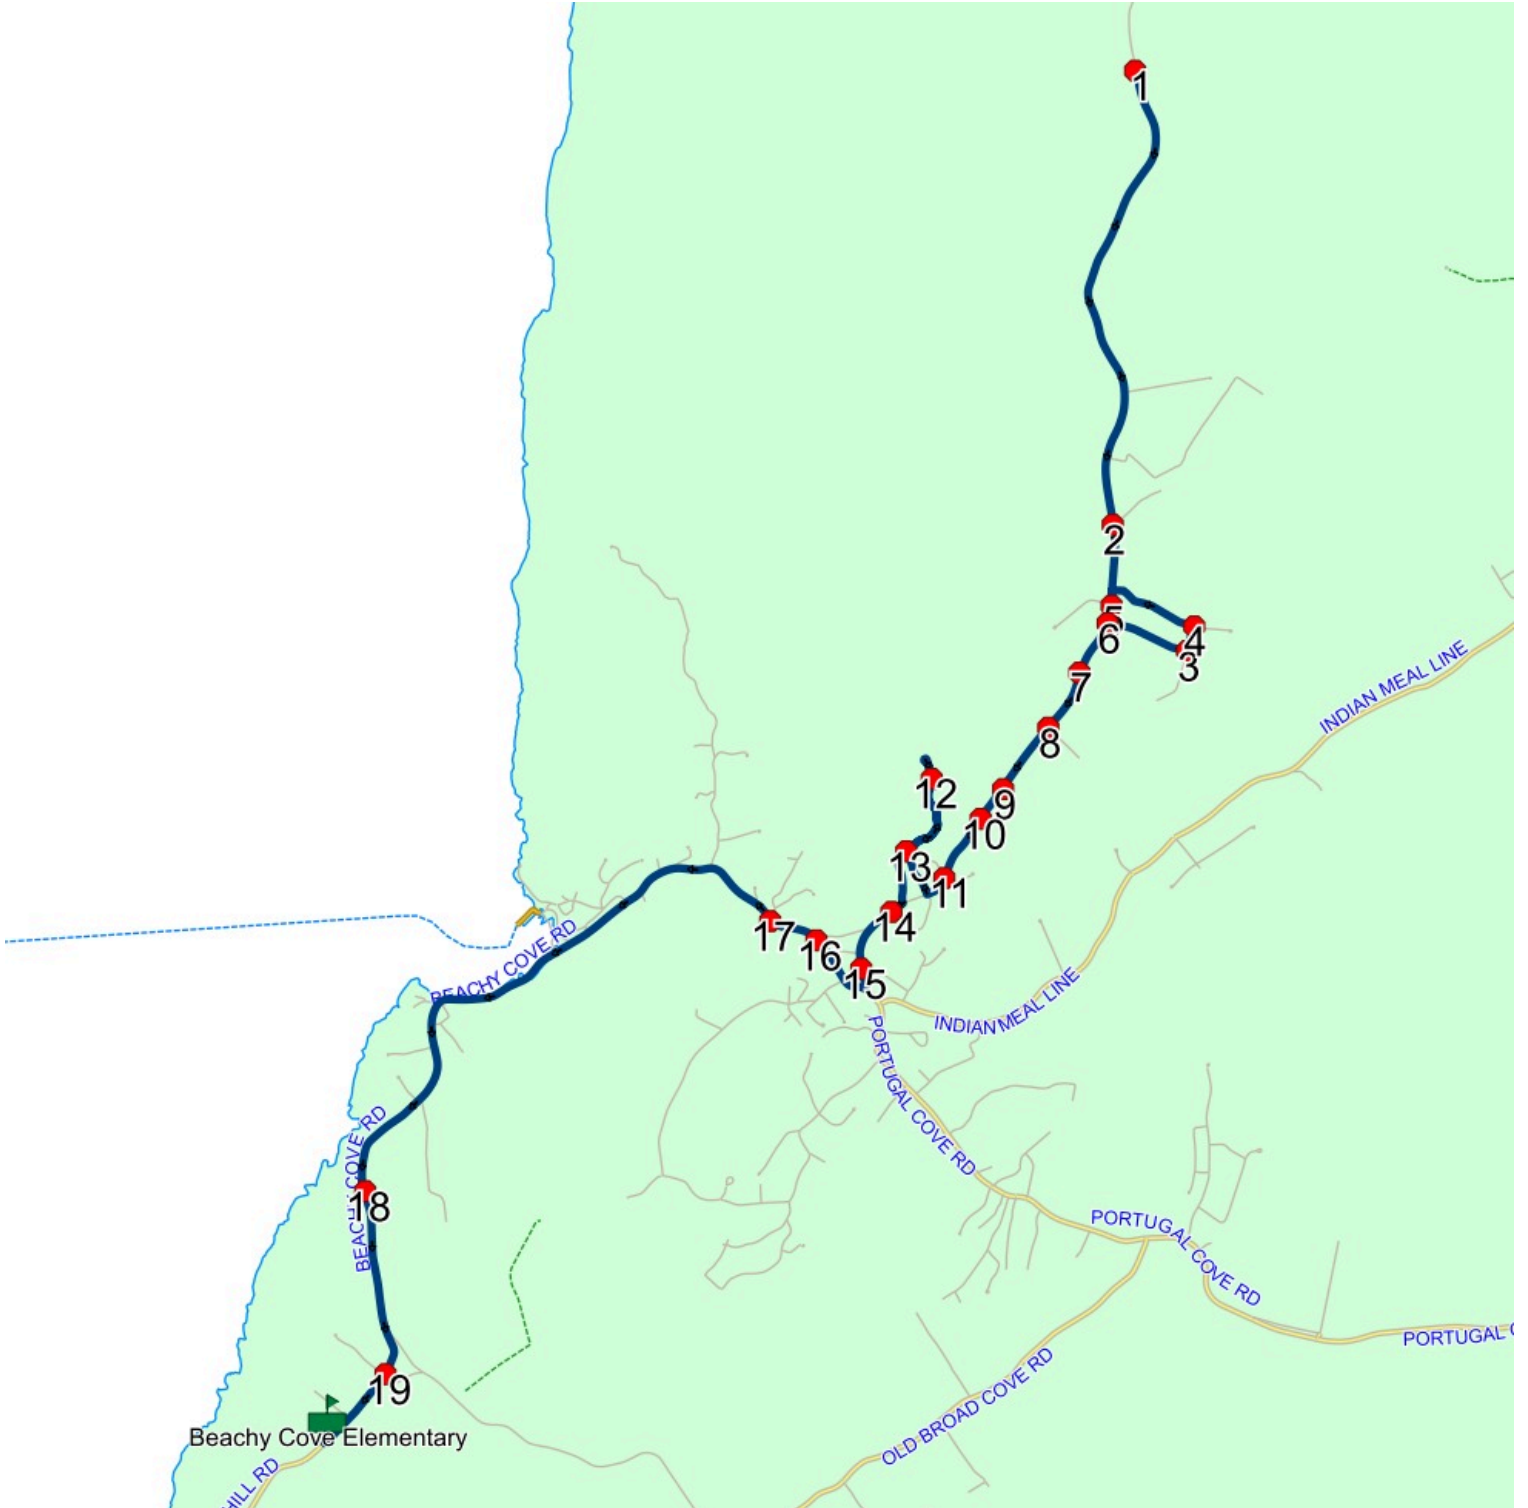 1
2
5
6
4
3
7
INDIAN MEAL LINE
8
12
9
10
13
11
14
17
16
15
BEACHY COVE RD
INDIAN MEAL LINE
PORTUGAL COVE RD
BEACHY COVE RD
18
PORTUGAL COVE RD
19
PORTUGAL C
Beachy Cove Elementary
OLD BROAD COVE RD
HILL RD